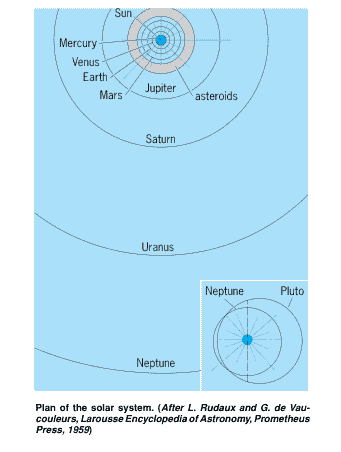 Sun
Mercury
Venus
Earth
Mars
Jupiter
asteroids
Saturn
Uranus
Neptune
Pluto
Neptune
Plan of the solar system. (After L. Rudaux and G. de Vau-
couleurs, Larousse Encyclopedia of Astronomy, Prometheus
Press, 1959)